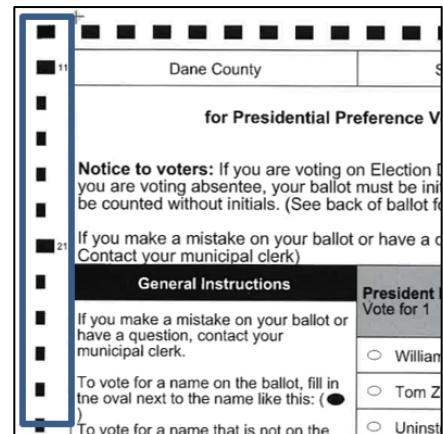 11
Dane County
for Presidential Preference V
Notice to voters: If you are voting on Election
you are voting absentee, your ballot must be ini
be counted without initials. (See back of ballot fo
21
If you make a mistake on your ballot or have a
Contact your municipal clerk)
General Instructions
If you make a mistake on your ballot or
have a question, contact your
municipal clerk.
To vote for a name on the ballot, fill in
the oval next to the name like this: (
)
To vote for a name that is not on the
President
Vote for 1
William
Tom Z
Uninst